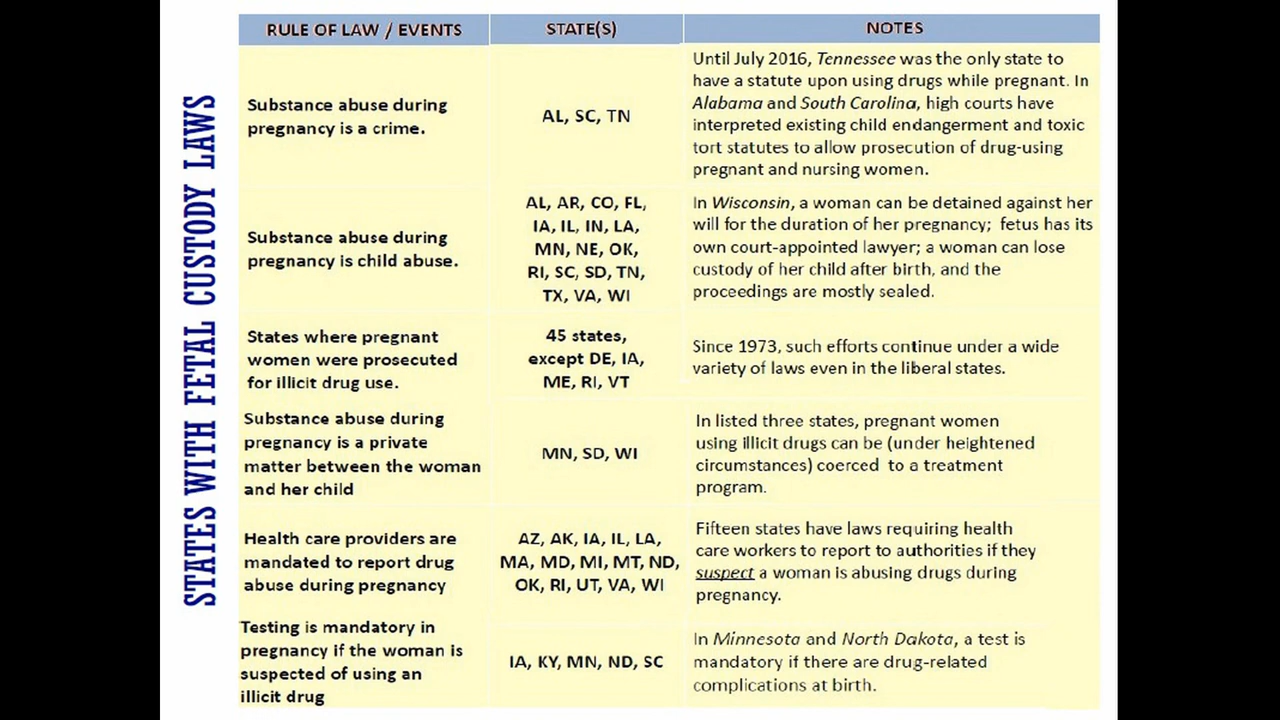 STATES WITH FETAL CUSTODY LAWS
RULE OF LAW / EVENTS
STATE(S)
NOTES
Substance abuse during
pregnancy is a crime.
AL, SC, TN
Until July 2016, Tennessee was the only state to
have a statute upon using drugs while pregnant. In
Alabama and South Carolina, high courts have
interpreted existing child endangerment and toxic
tort statutes to allow prosecution of drug-using
pregnant and nursing women.
Substance abuse during
pregnancy is child abuse.
AL, AR, CO, FL,
IA, IL, IN, LA,
MN, NE, OK,
RI, SC, SD, TN,
TX, VA, WI
In Wisconsin, a woman can be detained against her
will for the duration of her pregnancy; fetus has its
own court-appointed lawyer; a woman can lose
custody of her child after birth, and the
proceedings are mostly sealed.
States where pregnant
women were prosecuted
for illicit drug use.
45 states,
except DE, IA,
ME, RI, VT
Since 1973, such efforts continue under a wide
variety of laws even in the liberal states.
Substance abuse during
pregnancy is a private
matter between the woman
and her child
MN, SD, WI
In listed three states, pregnant women
using illicit drugs can be (under heightened
circumstances) coerced to a treatment
program.
Health care providers are
mandated to report drug
abuse during pregnancy
AZ, AK, IA, IL, LA,
MA, MD, MI, MT, ND,
OK, RI, UT, VA, WI
Fifteen states have laws requiring health
care workers to report to authorities if they
suspect a woman is abusing drugs during
pregnancy.
Testing is mandatory in
pregnancy if the woman is
suspected of using an
illicit drug
IA, KY, MN, ND, SC
In Minnesota and North Dakota, a test is
mandatory if there are drug-related
complications at birth.